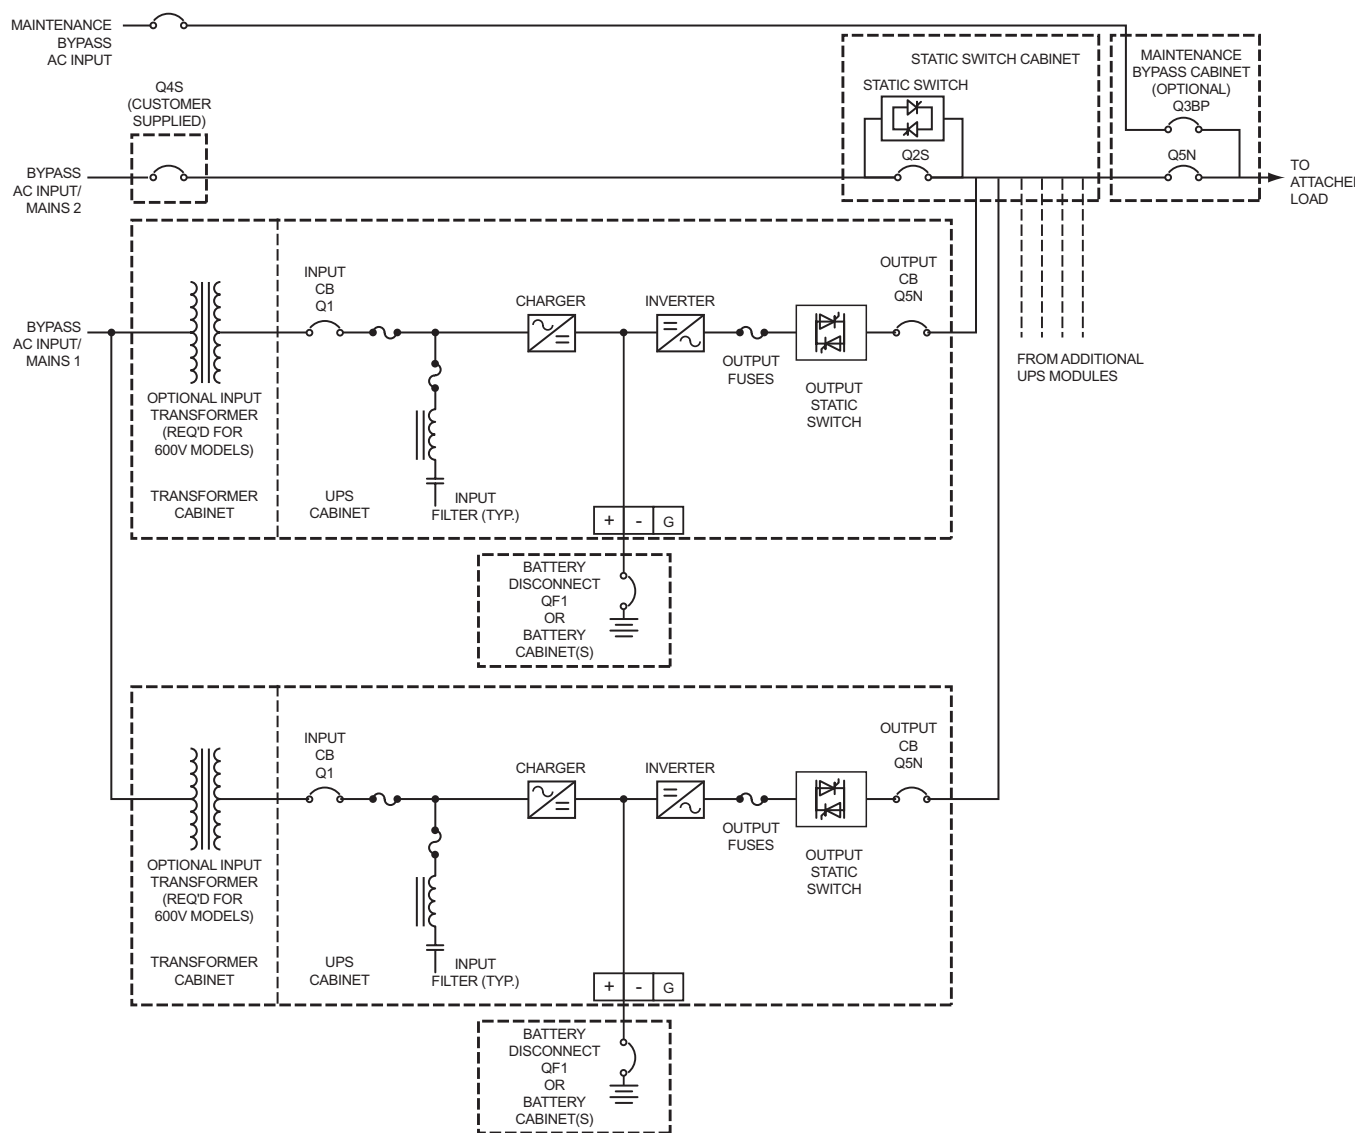 MAINTENANCE
BYPASS
AC INPUT
STATIC SWITCH CABINET
MAINTENANCE
BYPASS CABINET
(OPTIONAL)
Q3BP
Q4S
(CUSTOMER
SUPPLIED)
STATIC SWITCH
Q2S
Q5N
BYPASS
AC INPUT/
MAINS 2
TO
ATTACHED
LOAD
INPUT
CB
Q1
OUTPUT
CB
Q5N
CHARGER
INVERTER
BYPASS
AC INPUT/
MAINS 1
OUTPUT
FUSES
FROM ADDITIONAL
UPS MODULES
OUTPUT
STATIC
SWITCH
OPTIONAL INPUT
TRANSFORMER
(REQ'D FOR
600V MODELS)
TRANSFORMER
CABINET
UPS
CABINET
INPUT
FILTER (TYP.)
+ - G
BATTERY
DISCONNECT
QF1
OR
BATTERY
CABINET(S)
INPUT
CB
Q1
OUTPUT
CB
Q5N
CHARGER
INVERTER
OUTPUT
FUSES
OUTPUT
STATIC
SWITCH
OPTIONAL INPUT
TRANSFORMER
(REQ'D FOR
600V MODELS)
TRANSFORMER
CABINET
UPS
CABINET
INPUT
FILTER (TYP.)
+ - G
BATTERY
DISCONNECT
QF1
OR
BATTERY
CABINET(S)